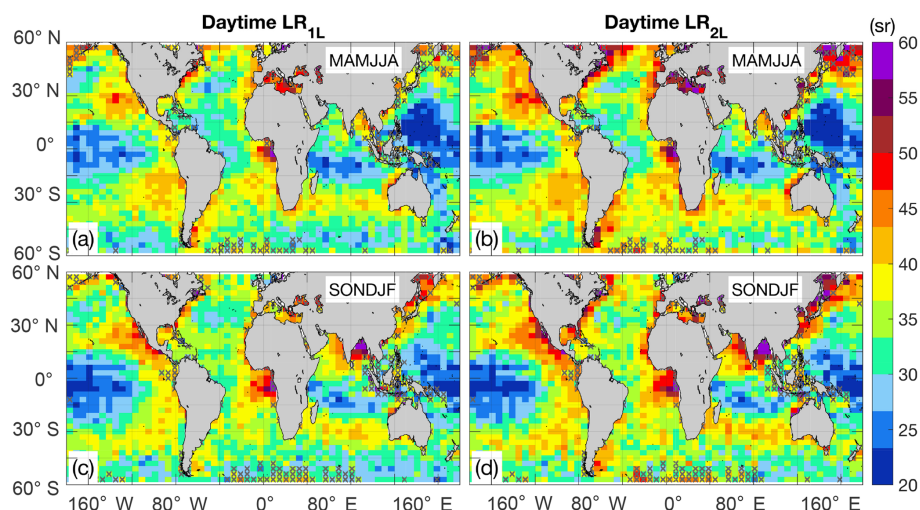 Daytime LR1L
Daytime LR2L
(sr)
60° N
30° N
0°
30° S
60° S
MAMJJA
(a)
MAMJJA
(b)
60
55
50
45
40
35
30
25
20
60° N
30° N
0°
30° S
60° S
SONDJF
(c)
SONDJF
(d)
160° W 80° W 0° 80° E 160° E
160° W 80° W 0° 80° E 160° E